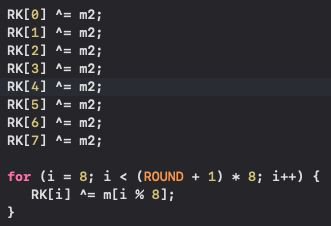 RK[0] ^= m2;
RK[1] ^= m2;
RK[2] ^= m2;
RK[3] ^= m2;
RK[4] ^= m2;
RK[5] ^= m2;
RK[6] ^= m2;
RK[7] ^= m2;

for (i = 8; i < (ROUND + 1) * 8; i++) {
   RK[i] ^= m[i % 8];
}